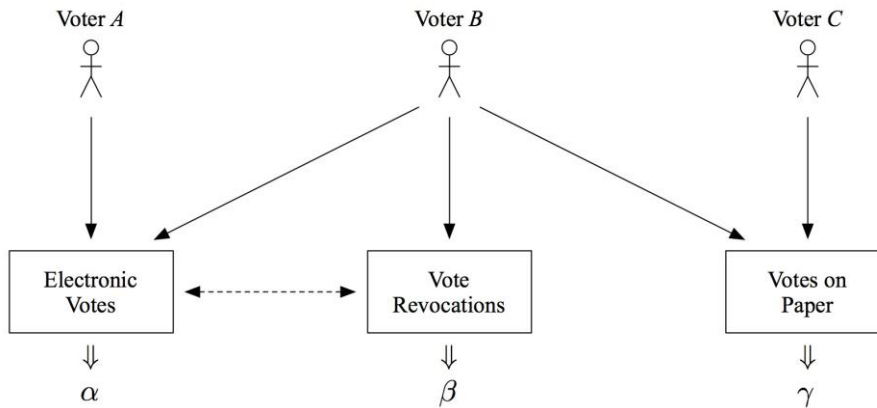 Voter A
Voter B
Voter C
Electronic
Votes
Vote
Revocations
Votes on
Paper
⇓
⇓
⇓
α
β
γ